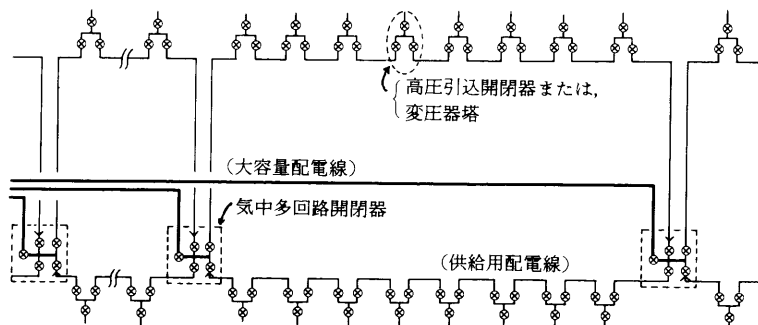 高圧引込開閉器または,
変圧器塔
(大容量配電線)
気中多回路開閉器
(供給用配電線)